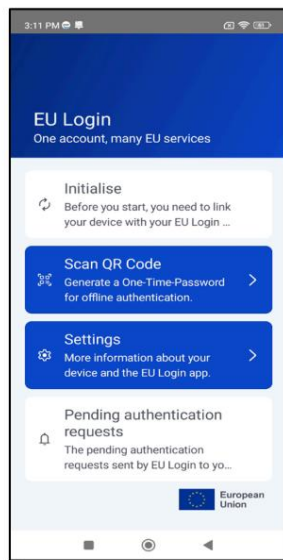 3:11 PM
EU Login
One account, many EU services
Initialise
Before you start, you need to link
your device with your EU Login ...
Scan QR Code
Generate a One-Time-Password
for offline authentication.
Settings
More information about your
device and the EU Login app.
Pending authentication
requests
The pending authentication
requests sent by EU Login to yo...
European
Union